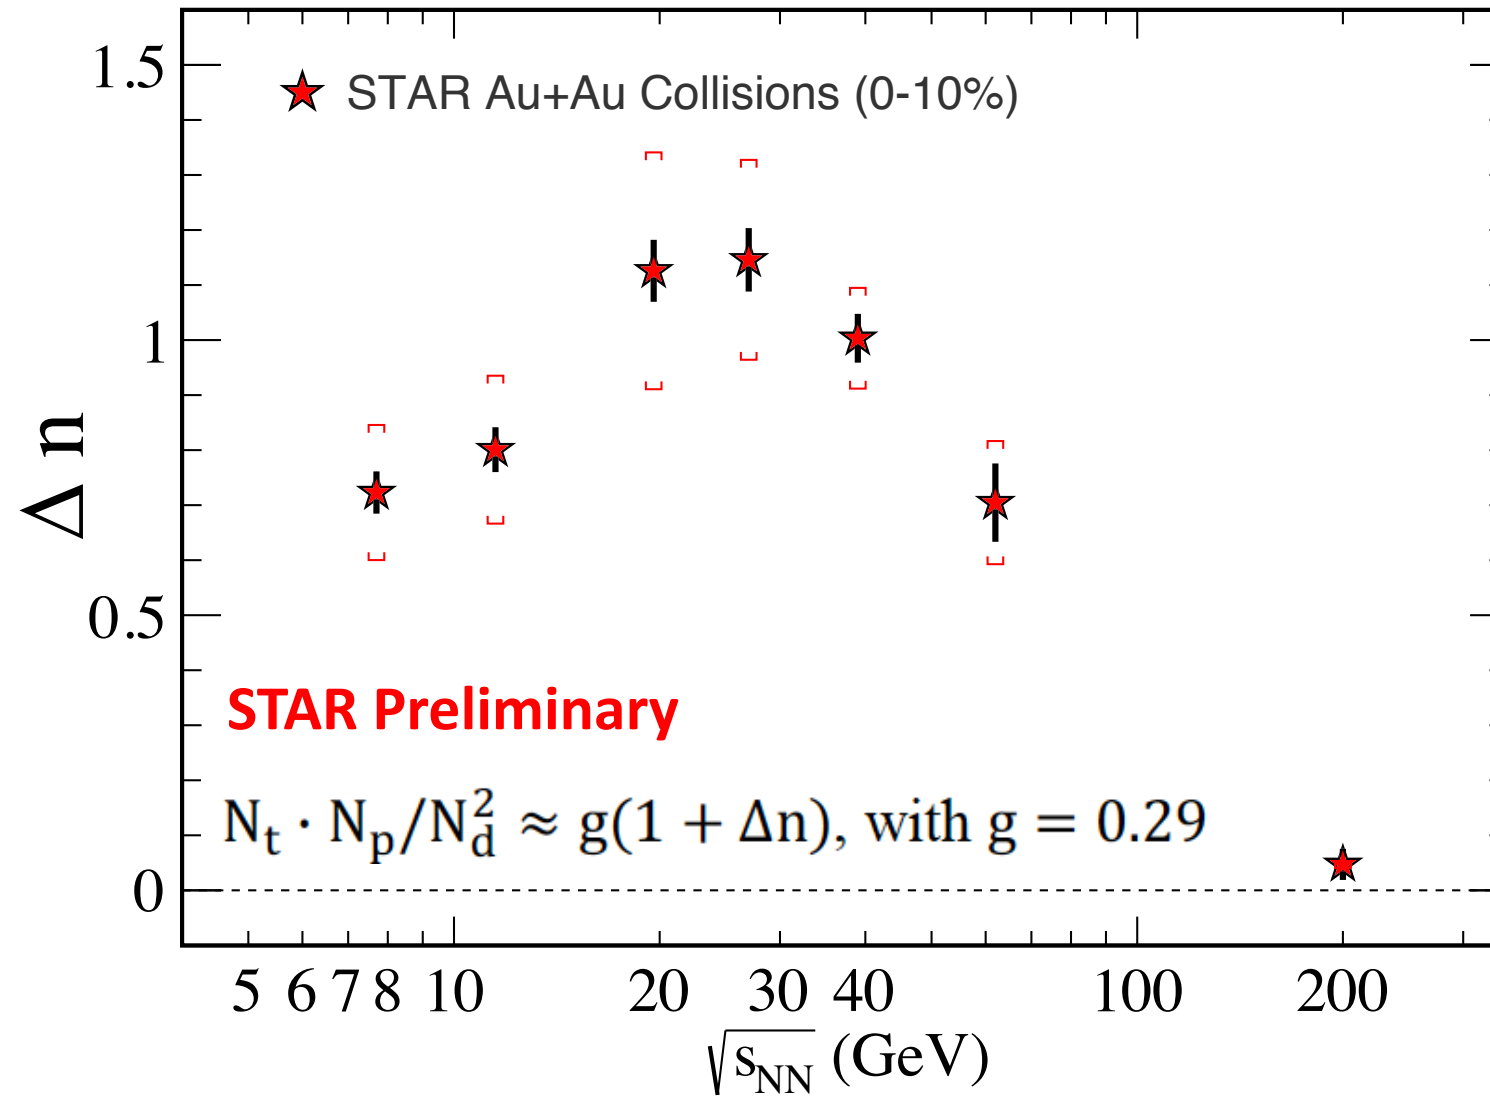 STAR Au+Au Collisions (0-10%)
1.5
1
0.5
0
Δ n
STAR Preliminary
N_t · N_p/N_d^2 ≈ g(1 + Δn), with g = 0.29
5 6 7 8 10 20 30 40 100 200
√s_NN (GeV)